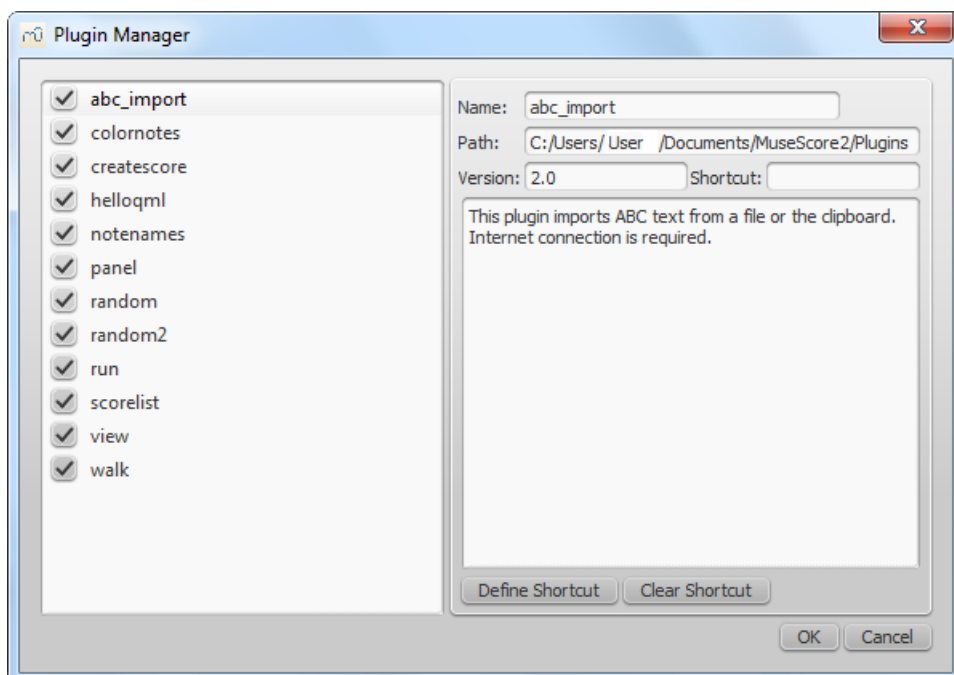 Plugin Manager
abc_import
colornotes
createscore
helloqml
notenames
panel
random
random2
run
scorelist
view
walk
Name: abc_import
Path: C:/Users/ User /Documents/MuseScore2/Plugins
Version: 2.0 Shortcut:
This plugin imports ABC text from a file or the clipboard.
Internet connection is required.
Define Shortcut Clear Shortcut
OK Cancel